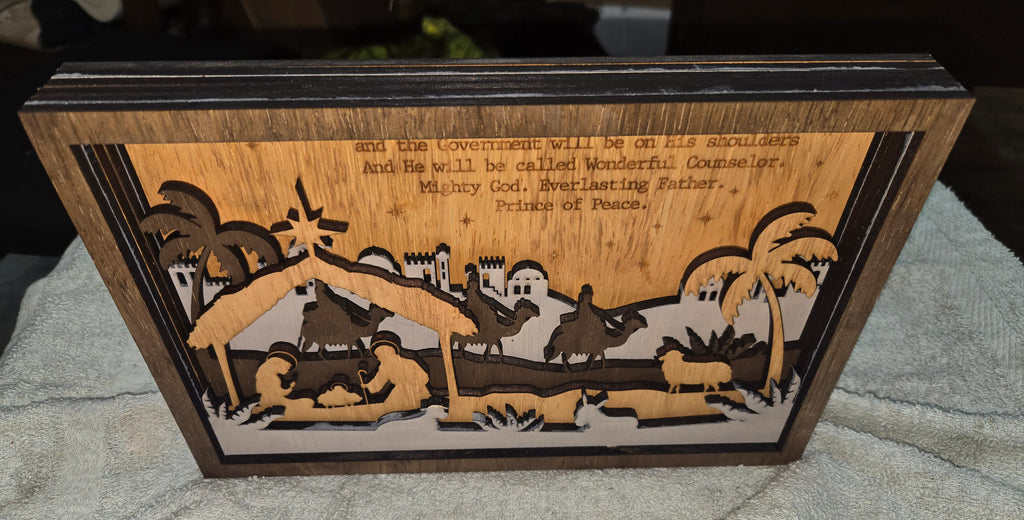 and the Government will be on His shoulders
And He will be called Wonderful Counselor.
Mighty God. Everlasting Father.
Prince of Peace.